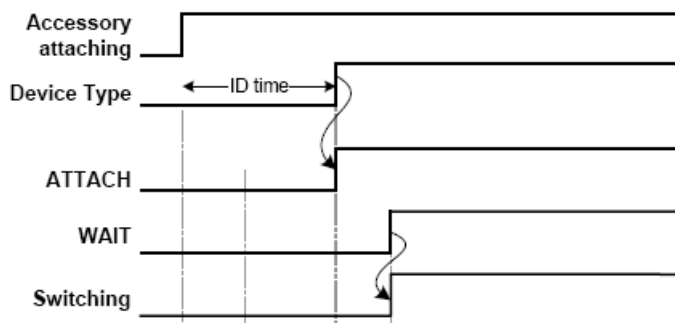 Accessory
attaching
Device Type
ID time
ATTACH
WAIT
Switching